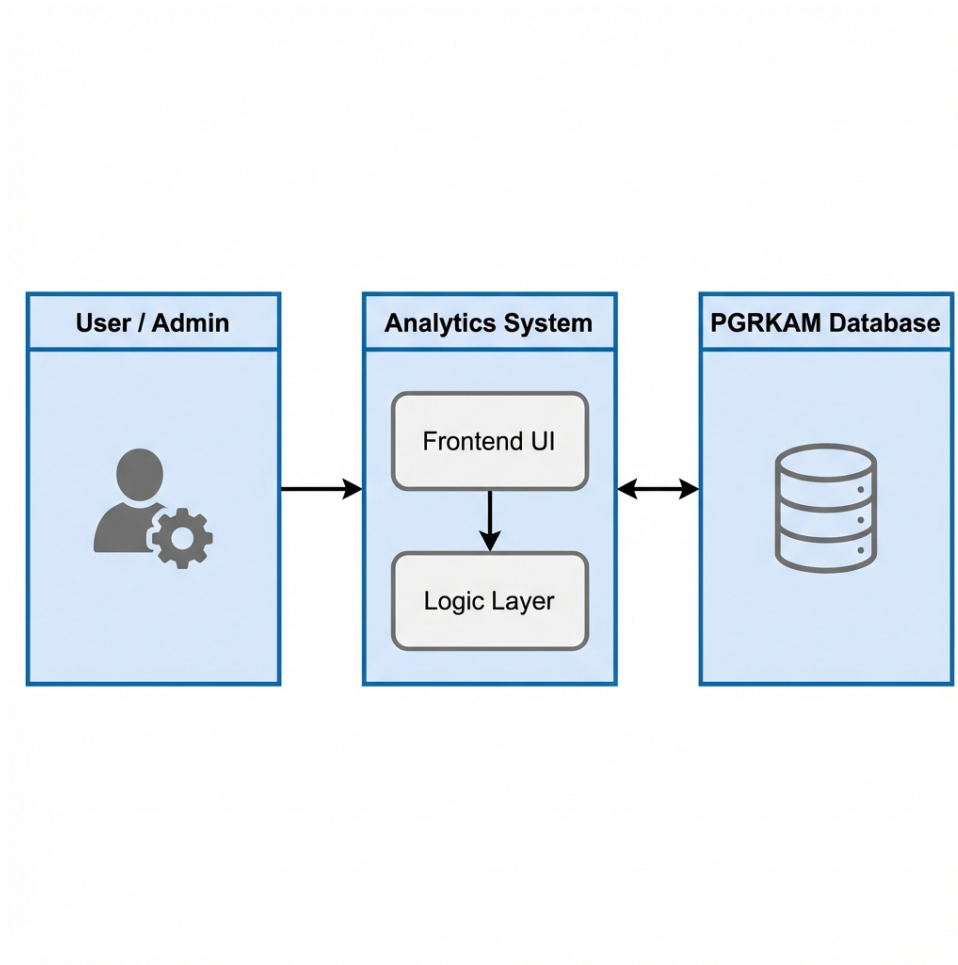 User / Admin
Analytics System
PGRKAM Database
Frontend UI
Logic Layer